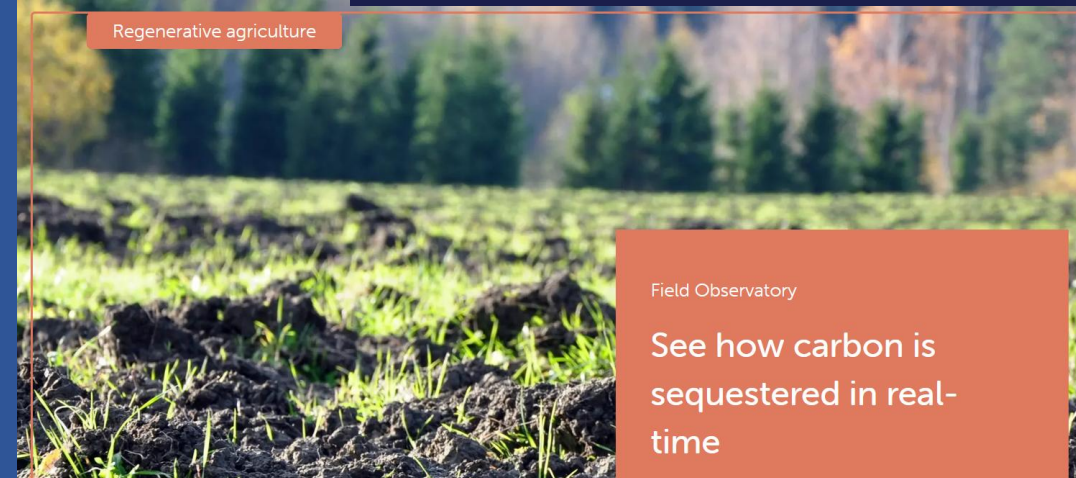 Regenerative agriculture
Field Observatory
See how carbon is
sequestered in real-
time